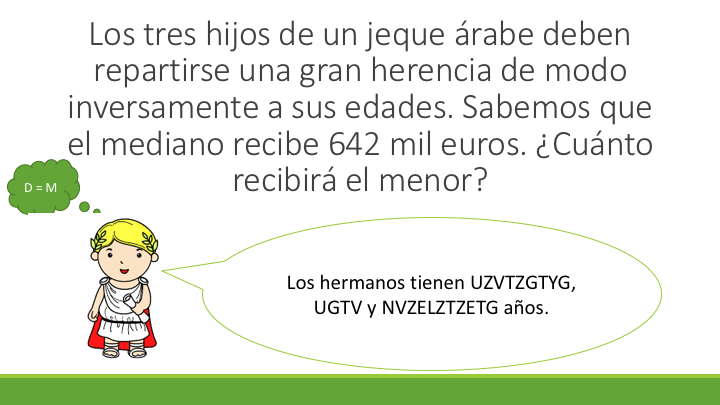 Los tres hijos de un jeque árabe deben
repartirse una gran herencia de modo
inversamente a sus edades. Sabemos que
el mediano recibe 642 mil euros. ¿Cuánto
recibirá el menor?
D = M
Los hermanos tienen UZVTZGTYG,
UGTV y NVZELZTZETG años.